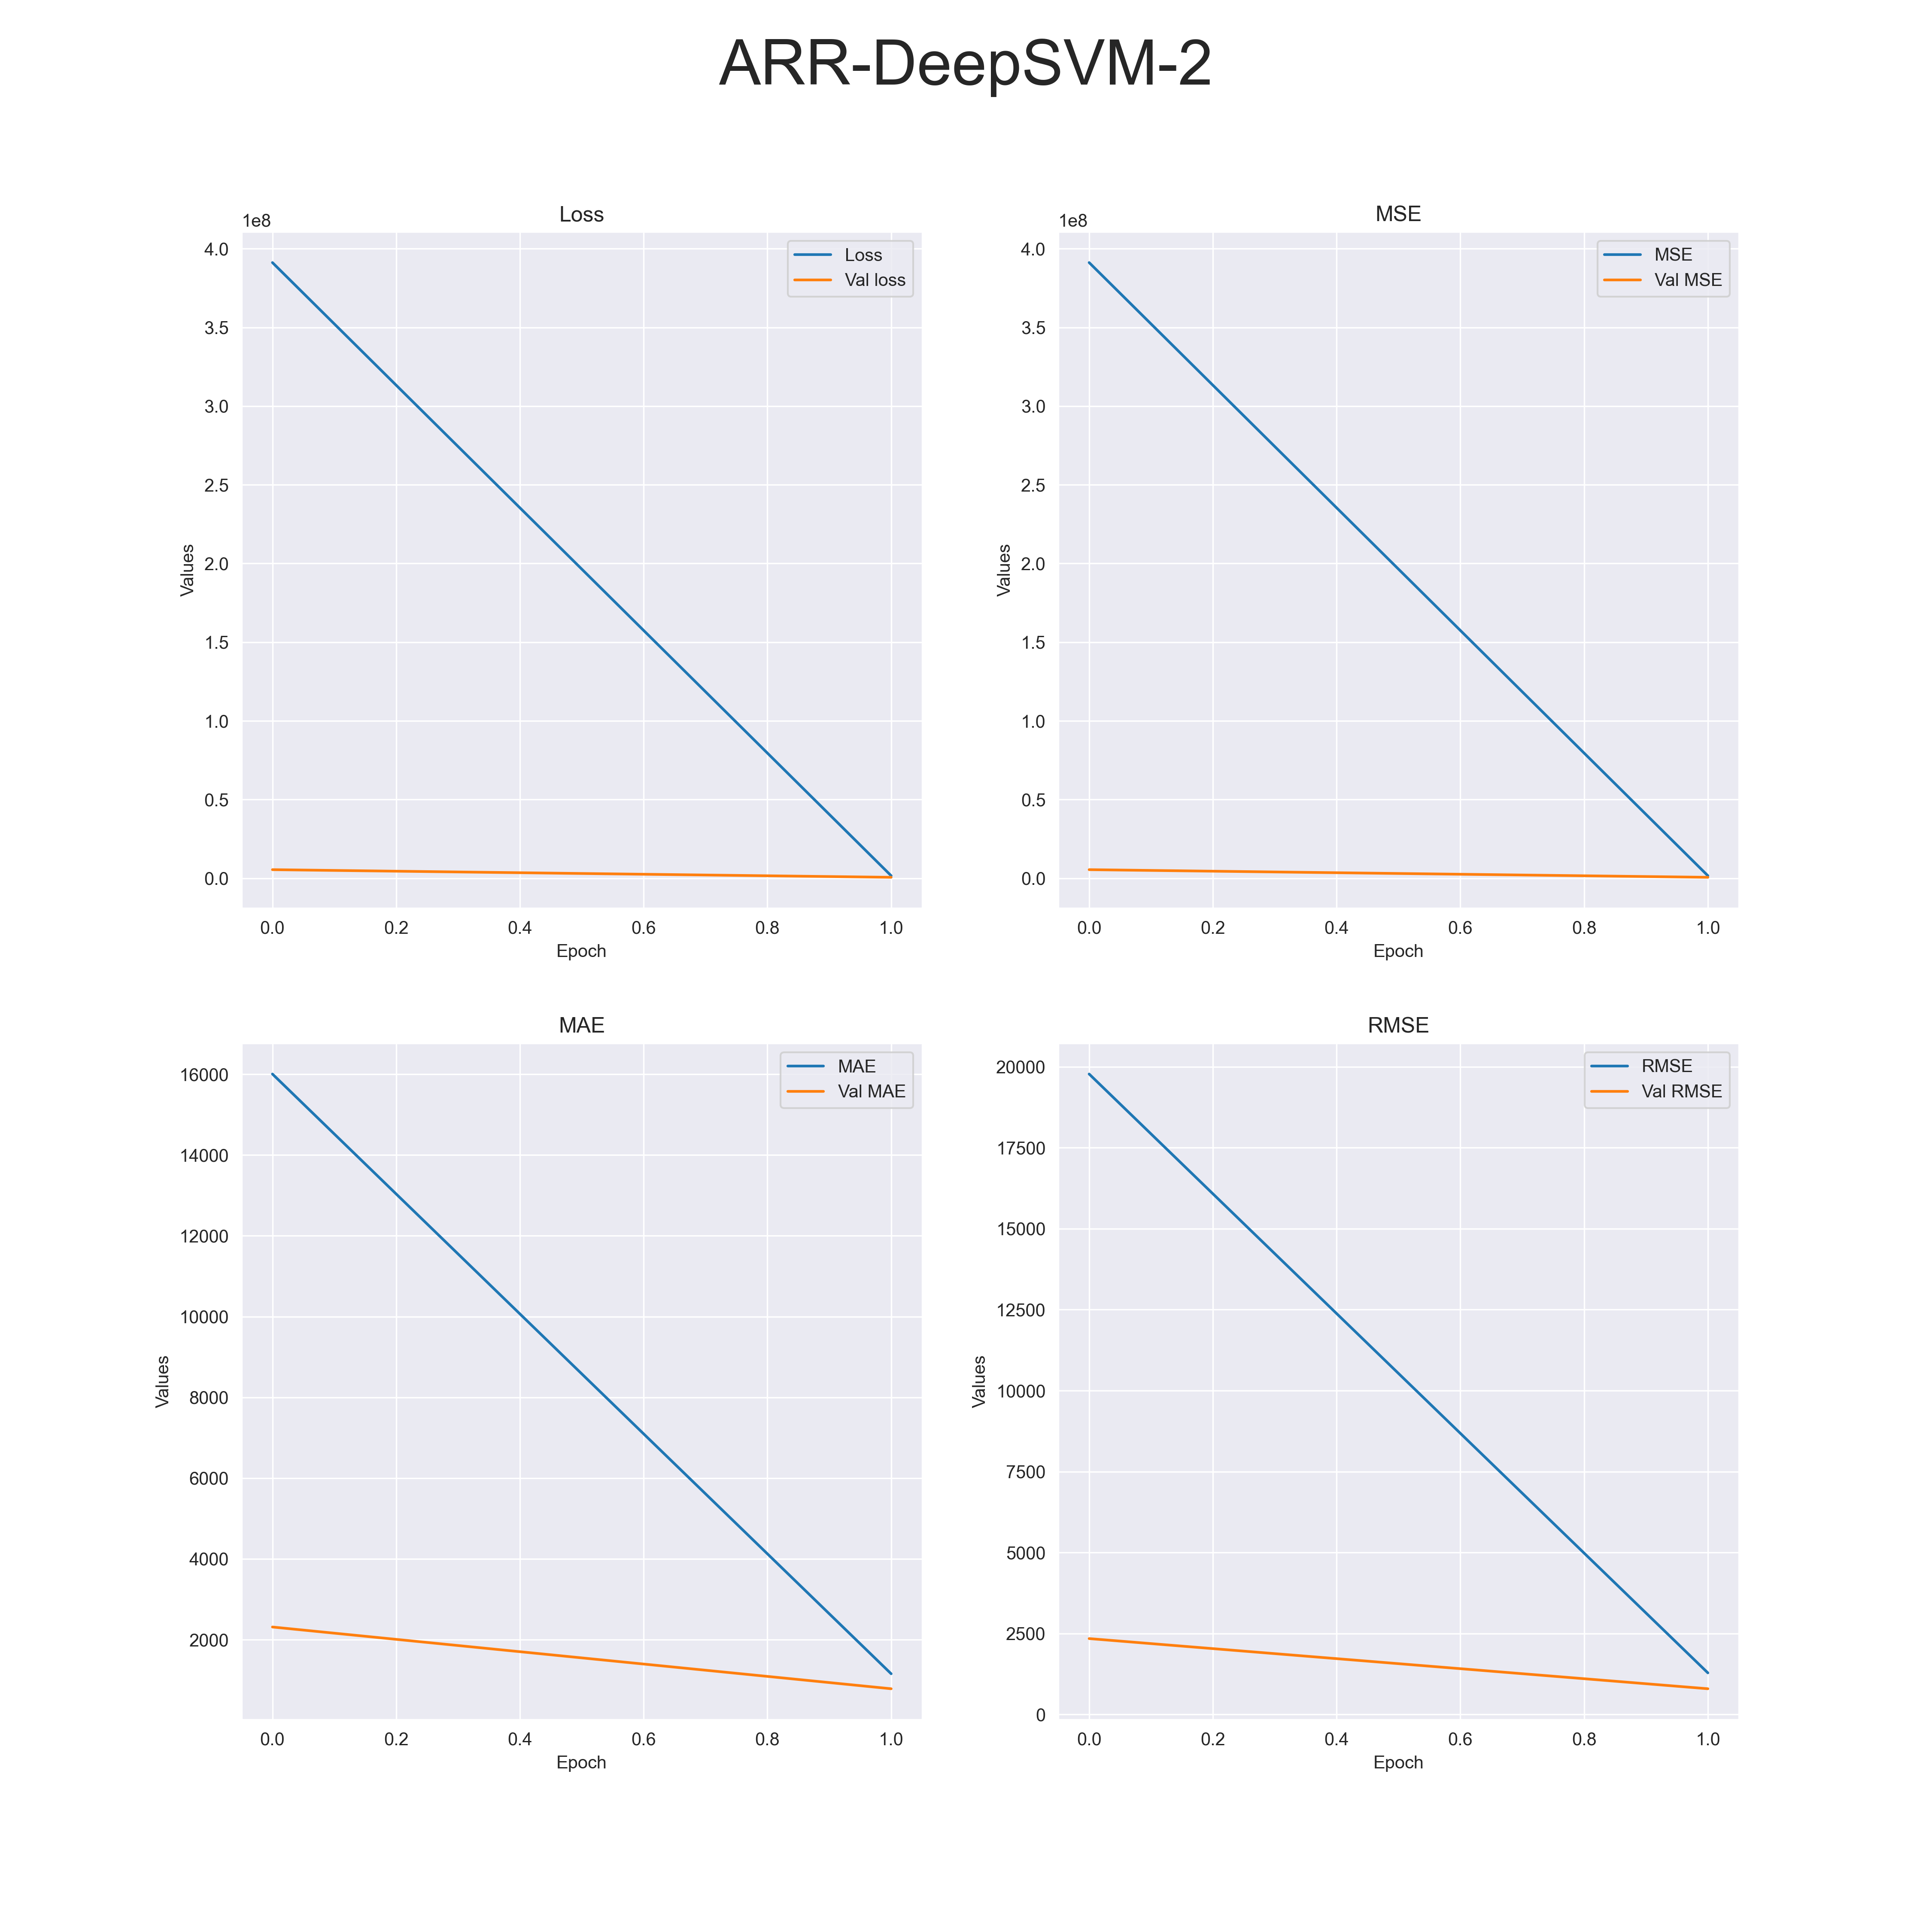 ARR-DeepSVM-2
Loss
1e8
Loss
Val loss
4.0
3.5
3.0
2.5
2.0
1.5
1.0
0.5
0.0
Values
0.0 0.2 0.4 0.6 0.8 1.0
Epoch
MSE
1e8
MSE
Val MSE
4.0
3.5
3.0
2.5
2.0
1.5
1.0
0.5
0.0
Values
0.0 0.2 0.4 0.6 0.8 1.0
Epoch
MAE
MAE
Val MAE
16000
14000
12000
10000
8000
6000
4000
2000
Values
0.0 0.2 0.4 0.6 0.8 1.0
Epoch
RMSE
RMSE
Val RMSE
20000
17500
15000
12500
10000
7500
5000
2500
0
Values
0.0 0.2 0.4 0.6 0.8 1.0
Epoch